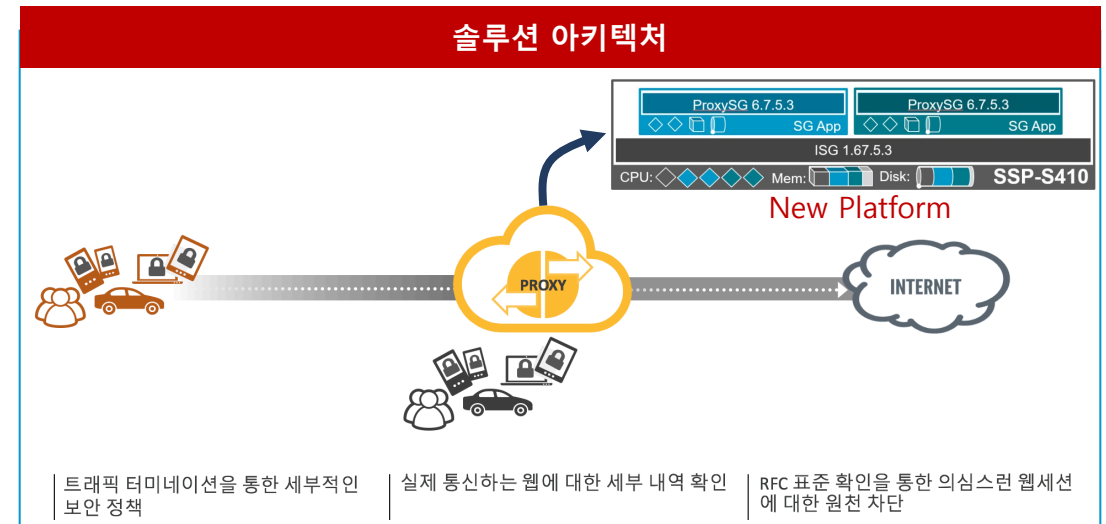 솔루션 아키텍처
ProxySG 6.7.5.3
SG App
ProxySG 6.7.5.3
SG App
ISG 1.67.5.3
CPU:
Mem:
Disk:
SSP-S410
New Platform
PROXY
INTERNET
트래픽 터미네이션을 통한 세부적인
보안 정책
실제 통신하는 웹에 대한 세부 내역 확인
RFC 표준 확인을 통한 의심스런 웹세션
에 대한 원천 차단